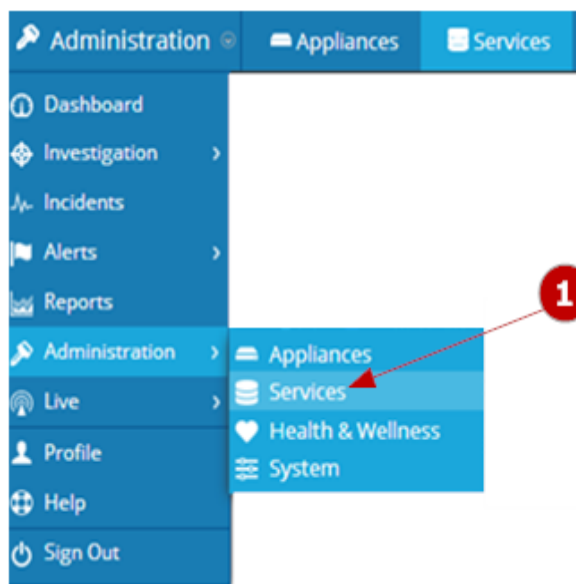 Administration Appliances Services
Dashboard
Investigation
Incidents
Alerts
Reports
1
Administration Appliances
Services
Live
Health & Wellness
Profile
System
Help
Sign Out